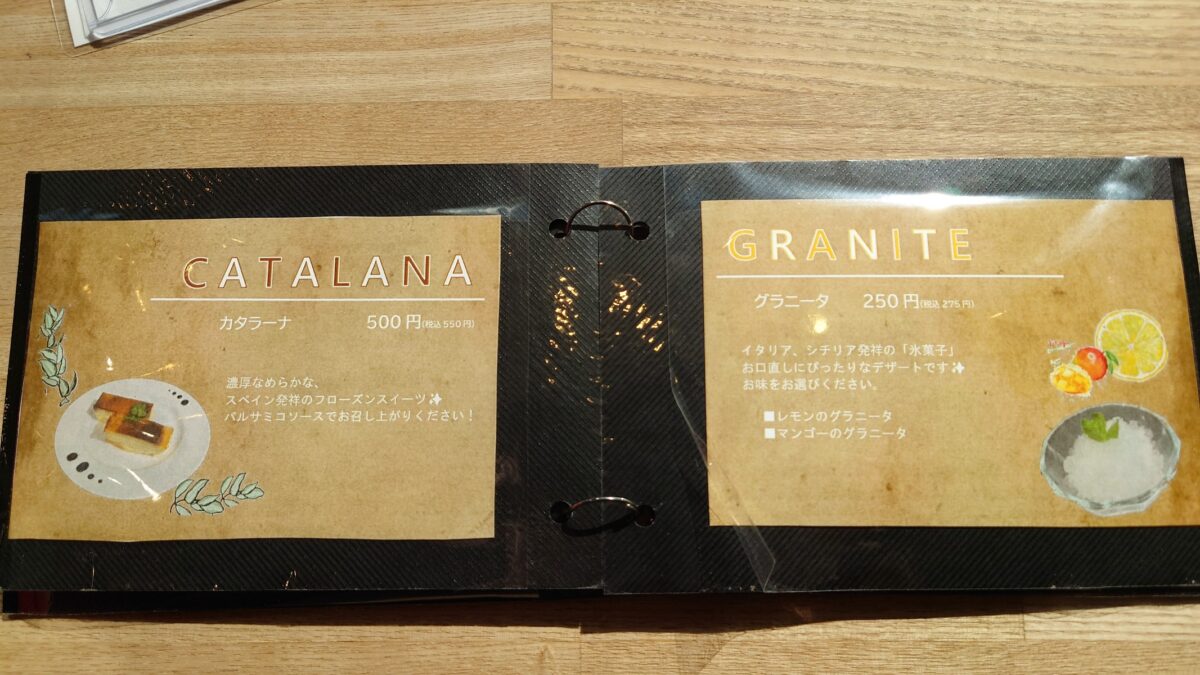 CATALANA
カタラーナ 500円(税込550円)
濃厚なめらかな、
スペイン発祥のフローズンスイーツ✨
バルサミコソースでお召し上がりください!
GRANITE
グラニータ 250円(税込275円)
イタリア、シチリア発祥の「氷菓子」
お口直しにぴったりなデザートです✨
お味をお選びください。
■レモンのグラニータ
■マンゴーのグラニータ